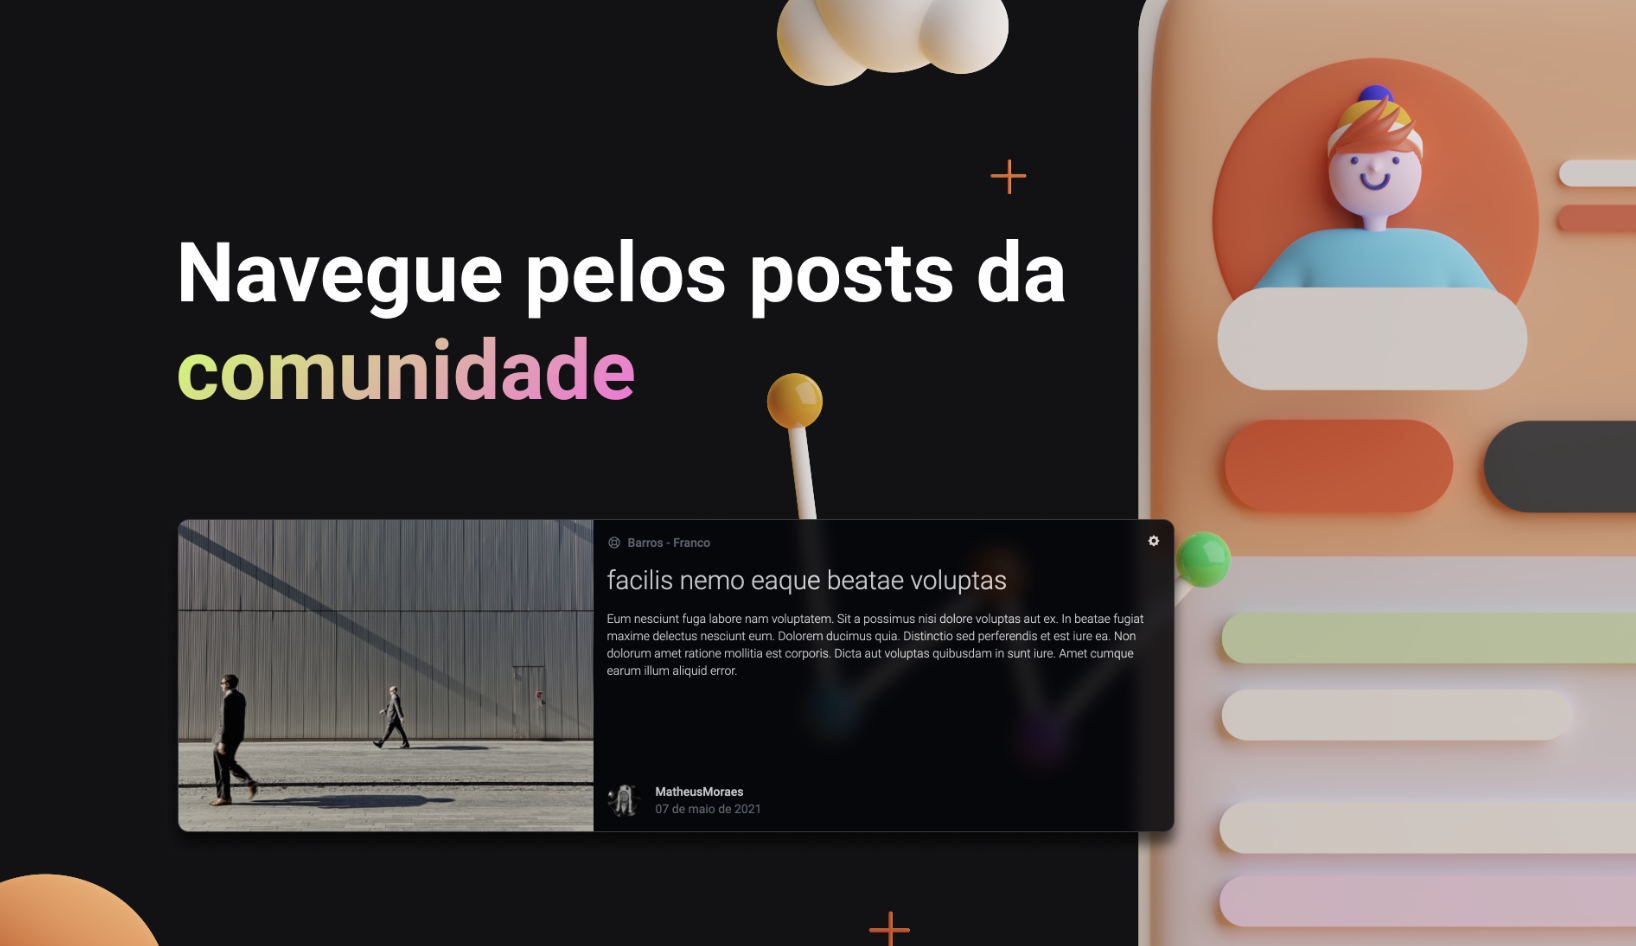 Navegue pelos posts da
comunidade
Barros - Franco
facilis nemo eaque beatae voluptas
Eum nesciunt fuga labore nam voluptatem. Sit a possimus nisi dolore voluptas aut ex. In beatae fugiat
maxime delectus nesciunt eum. Dolorem ducimus quia. Distinctio sed perferendis et est iure ea. Non
dolorum amet ratione mollitia est corporis. Dicta aut voluptas quibusdam in sunt iure. Amet cumque
earum illum aliquid error.
MatheusMoraes
07 de maio de 2021